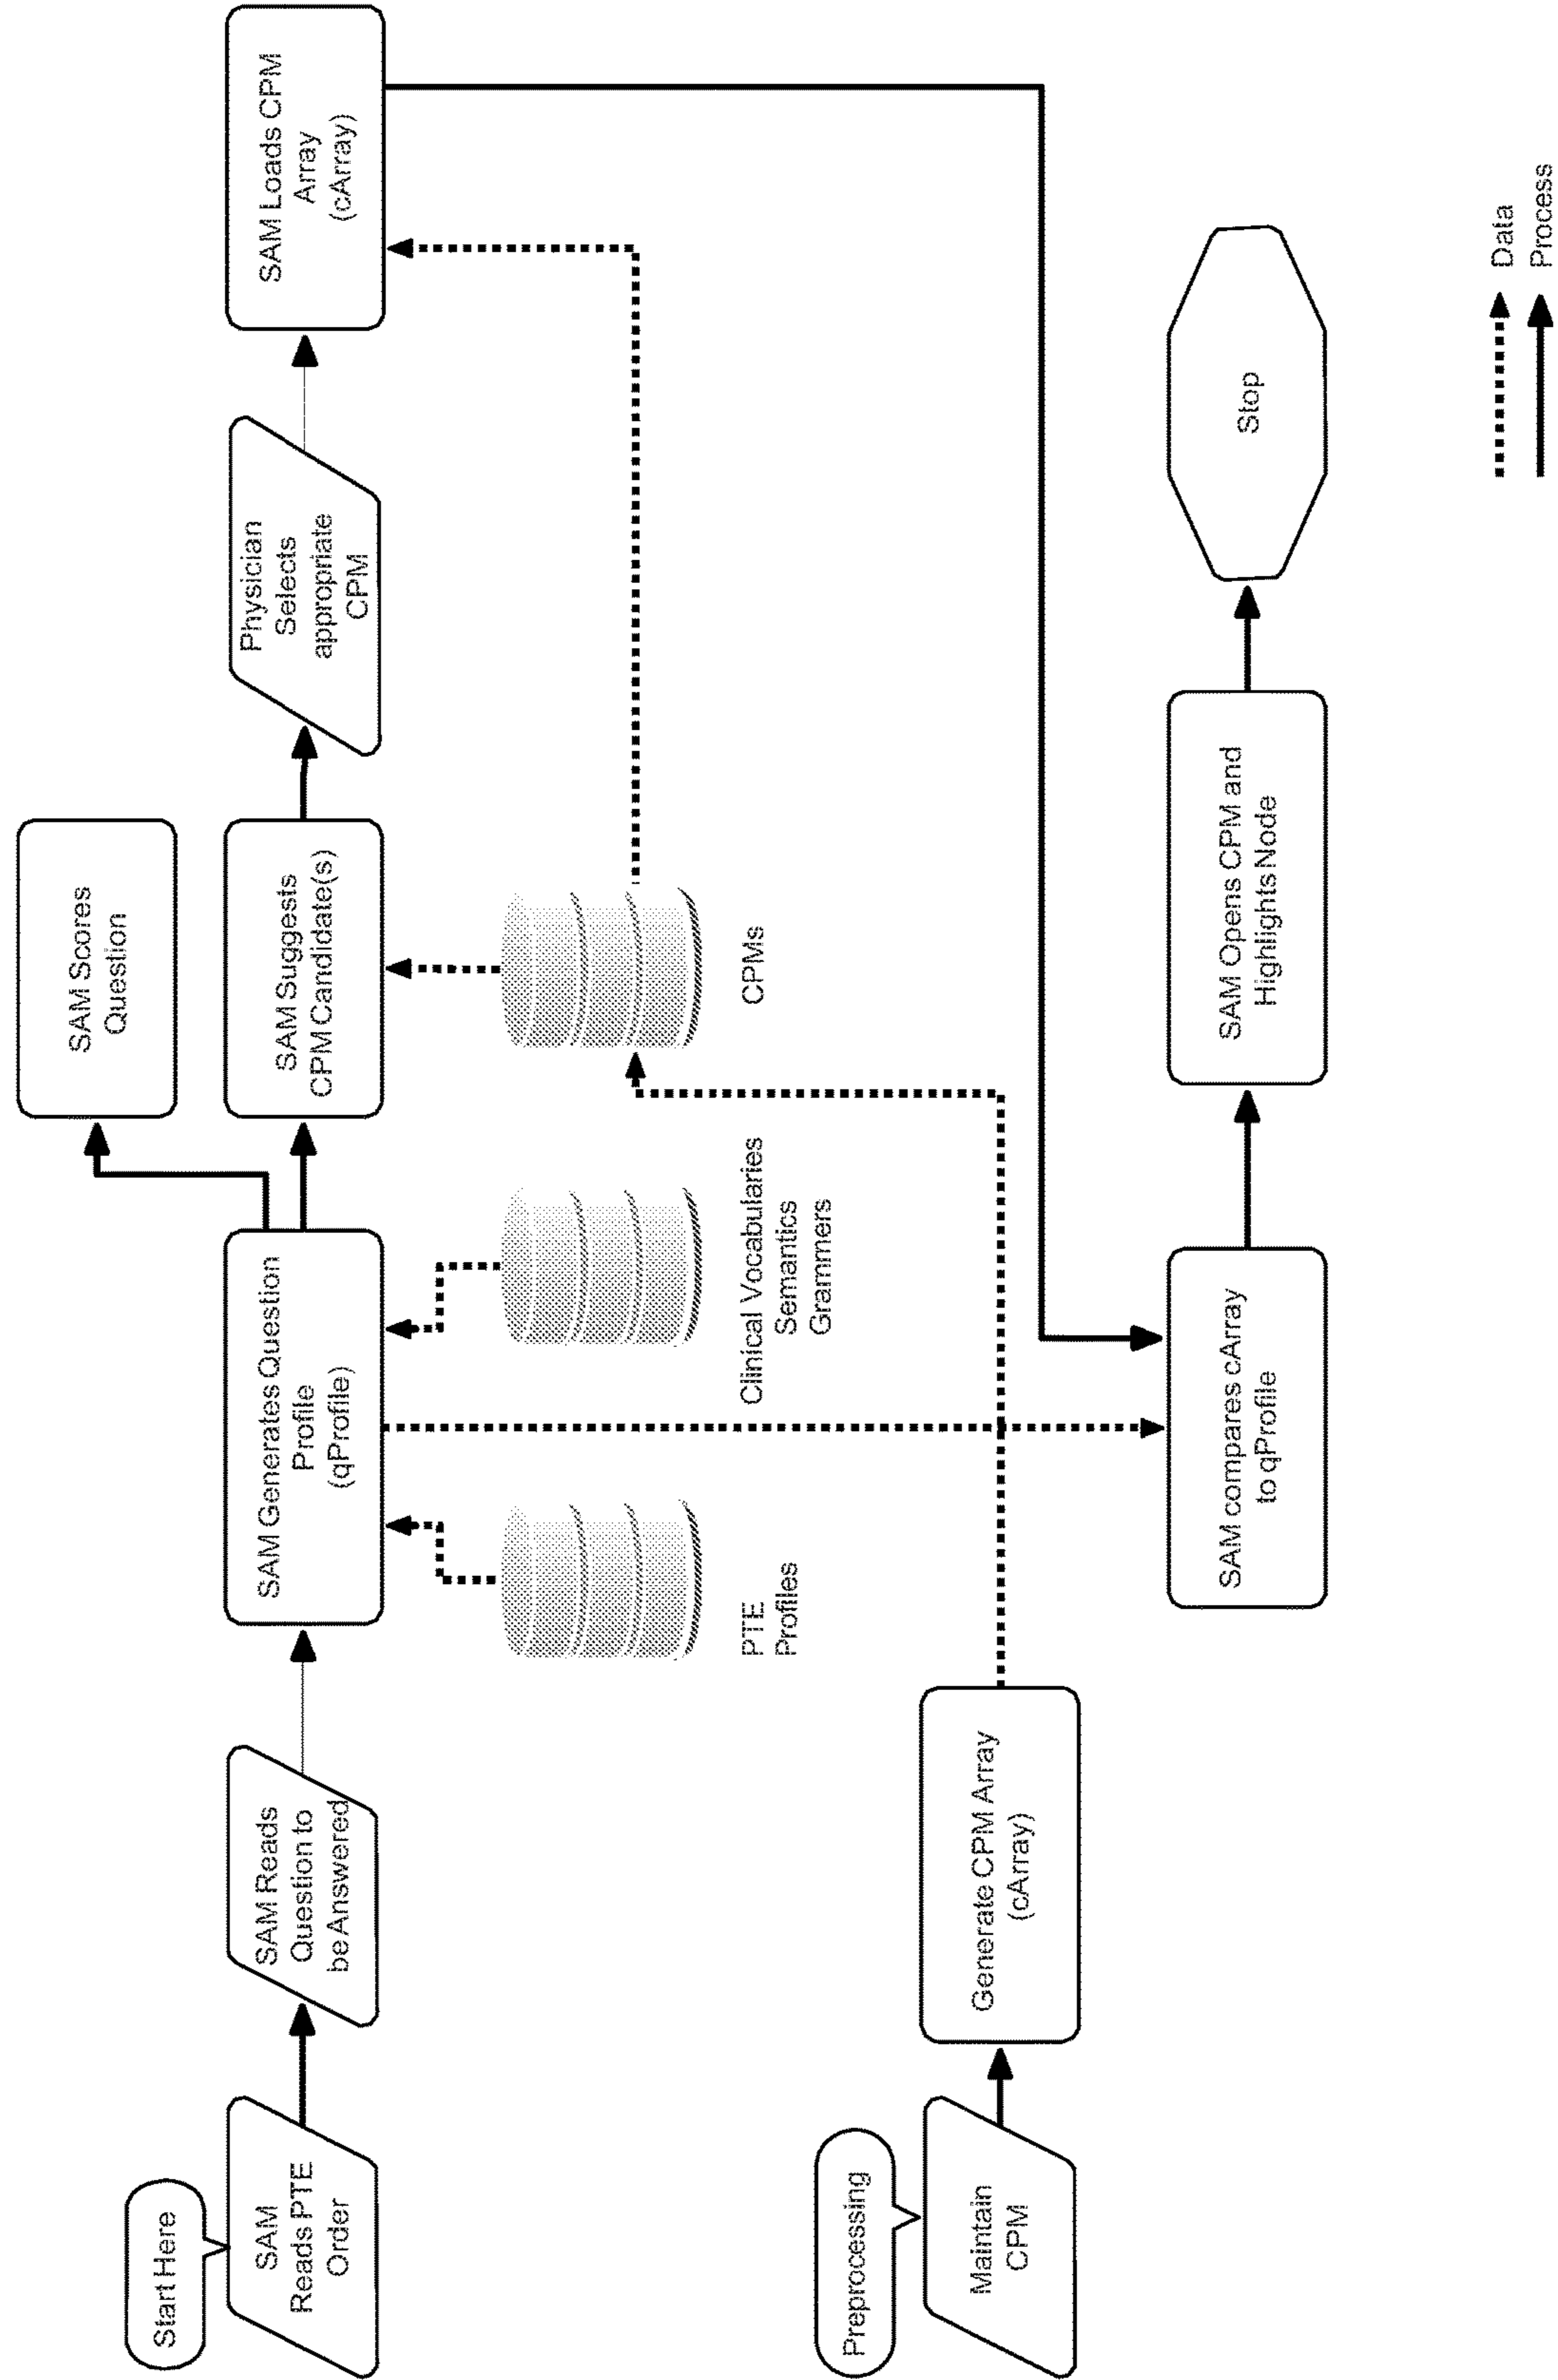 Start Here
SAM
Reads PTE
Order
SAM Reads
Question to
be Answered
SAM Generates Question
Profile
(qProfile)
SAM Scores
Question
SAM Suggests
CPM Candidate(s)
Physician
Selects
appropriate
CPM
SAM Loads CPM
Array
(cArray)
PTE
Profiles
Clinical Vocabularies
Semantics
Grammers
CPMs
Preprocessing
Maintain
CPM
Generate CPM Array
(cArray)
SAM compares cArray
to qProfile
SAM Opens CPM and
Highlights Node
Stop
Data
Process